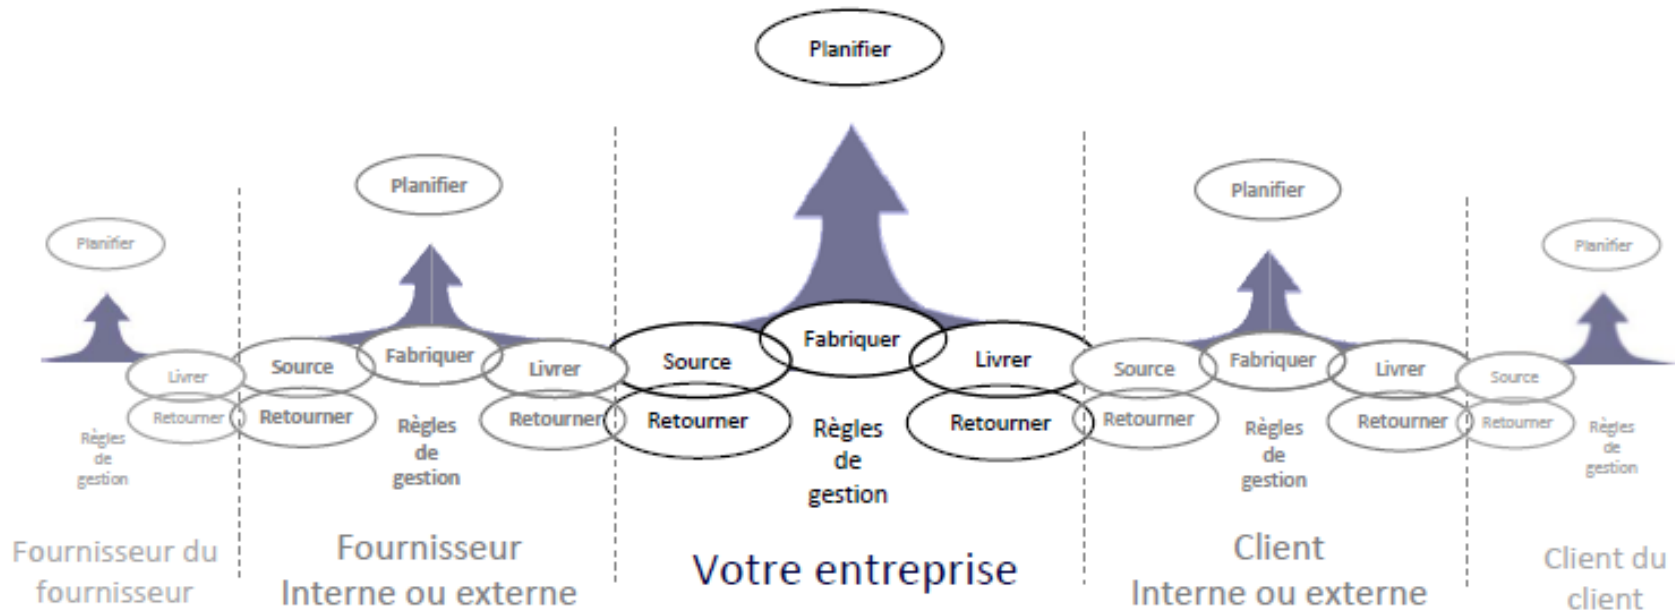 Planifier
Planifier
Planifier
Planifier
Planifier
Fabriquer
Source
Fabriquer
Livrer
Source
Livrer
Source
Fabriquer
Livrer
Livrer
Source
Retourner
Retourner
Retourner
Retourner
Retourner
Retourner
Retourner
Retourner
Règles
de
gestion
Règles
de
gestion
Règles
de
gestion
Règles
de
gestion
Règles
de
gestion
Fournisseur du
fournisseur
Fournisseur
Interne ou externe
Votre entreprise
Client
Interne ou externe
Client du
client